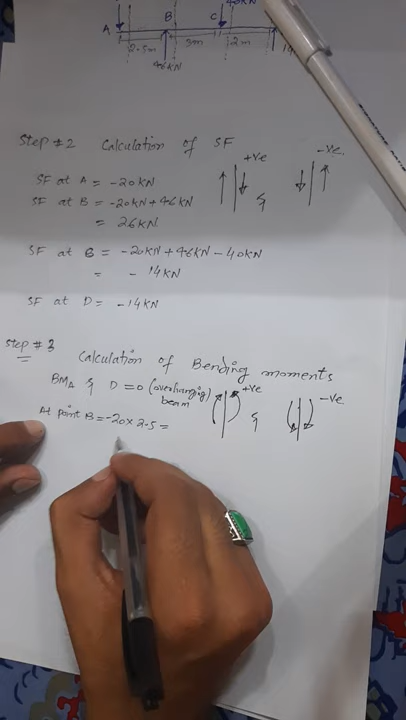 40KN
A B C
2.5m 3m 2m
46KN 14
Step #2 Calculation of SF
+ve -ve.
SF at A = -20KN
SF at B = -20KN+46KN
= 26KN
&
SF at C = -20KN+46KN-40KN
= -14KN
SF at D = -14KN
Step #3
Calculation of Bending moments
BMA & D = 0 (overhanging beam) +ve & -ve
At point B = -20 x 2.5 =